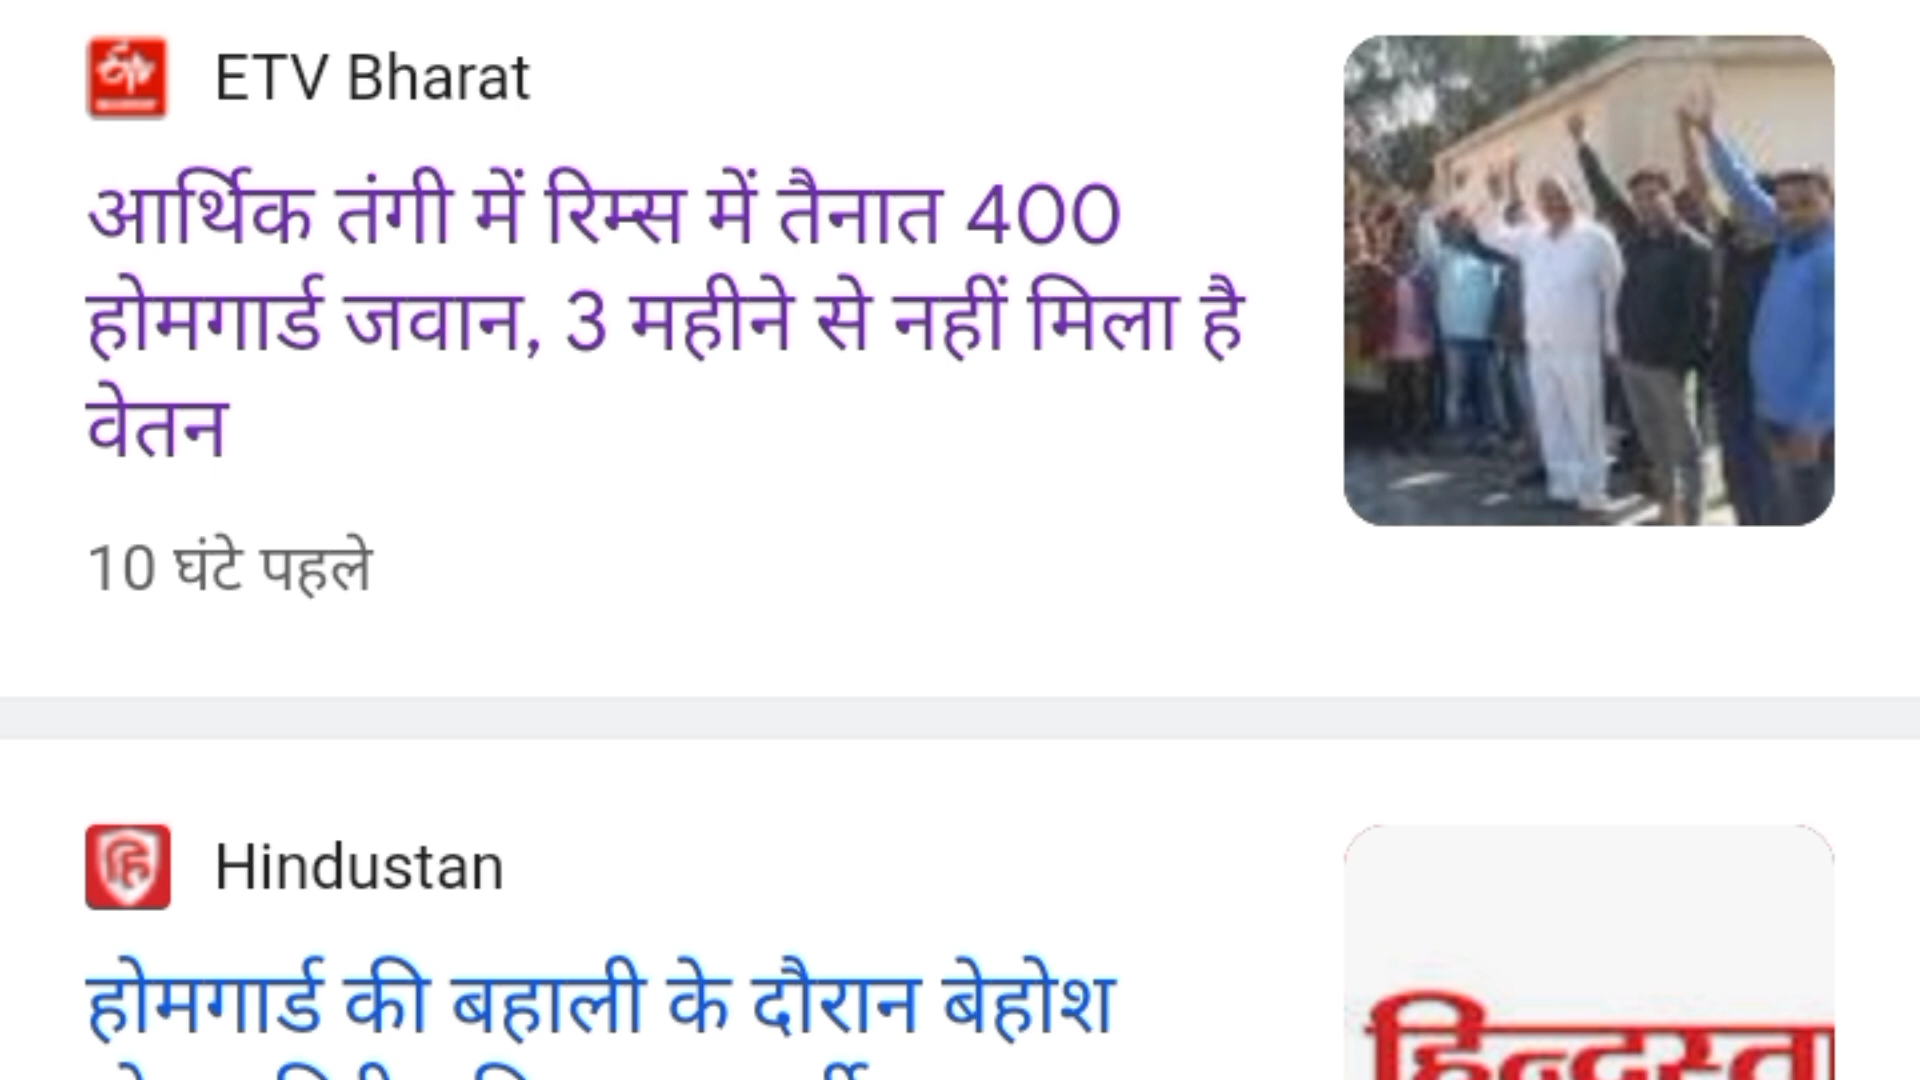 ETV Bharat
आर्थिक तंगी में रिम्स में तैनात 400
होमगार्ड जवान, 3 महीने से नहीं मिला है
वेतन
10 घंटे पहले
Hindustan
होमगार्ड की बहाली के दौरान बेहोश